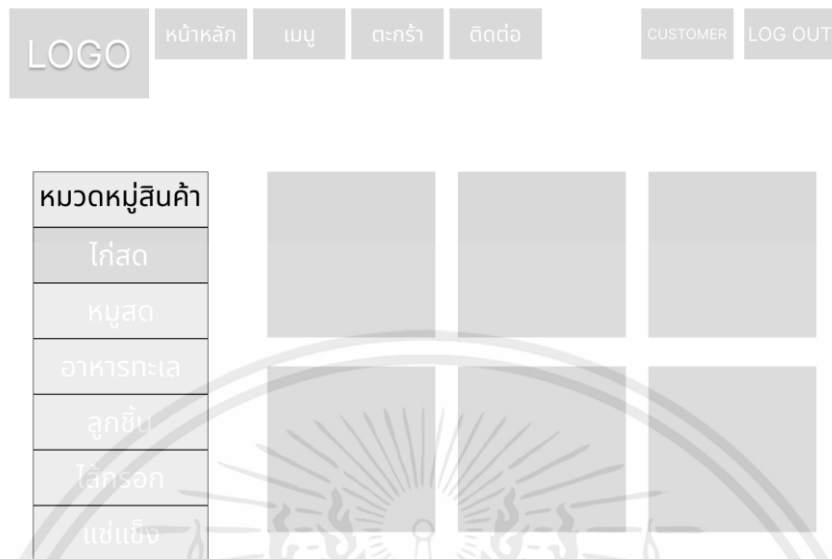 LOGO
หน้าหลัก
เมนู
ตะกร้า
ติดต่อ
CUSTOMER
LOG OUT
หมวดหมู่สินค้า
ไก่สด
หมูสด
อาหารทะเล
ลูกชิ้น
ไส้กรอก
แช่แข็ง